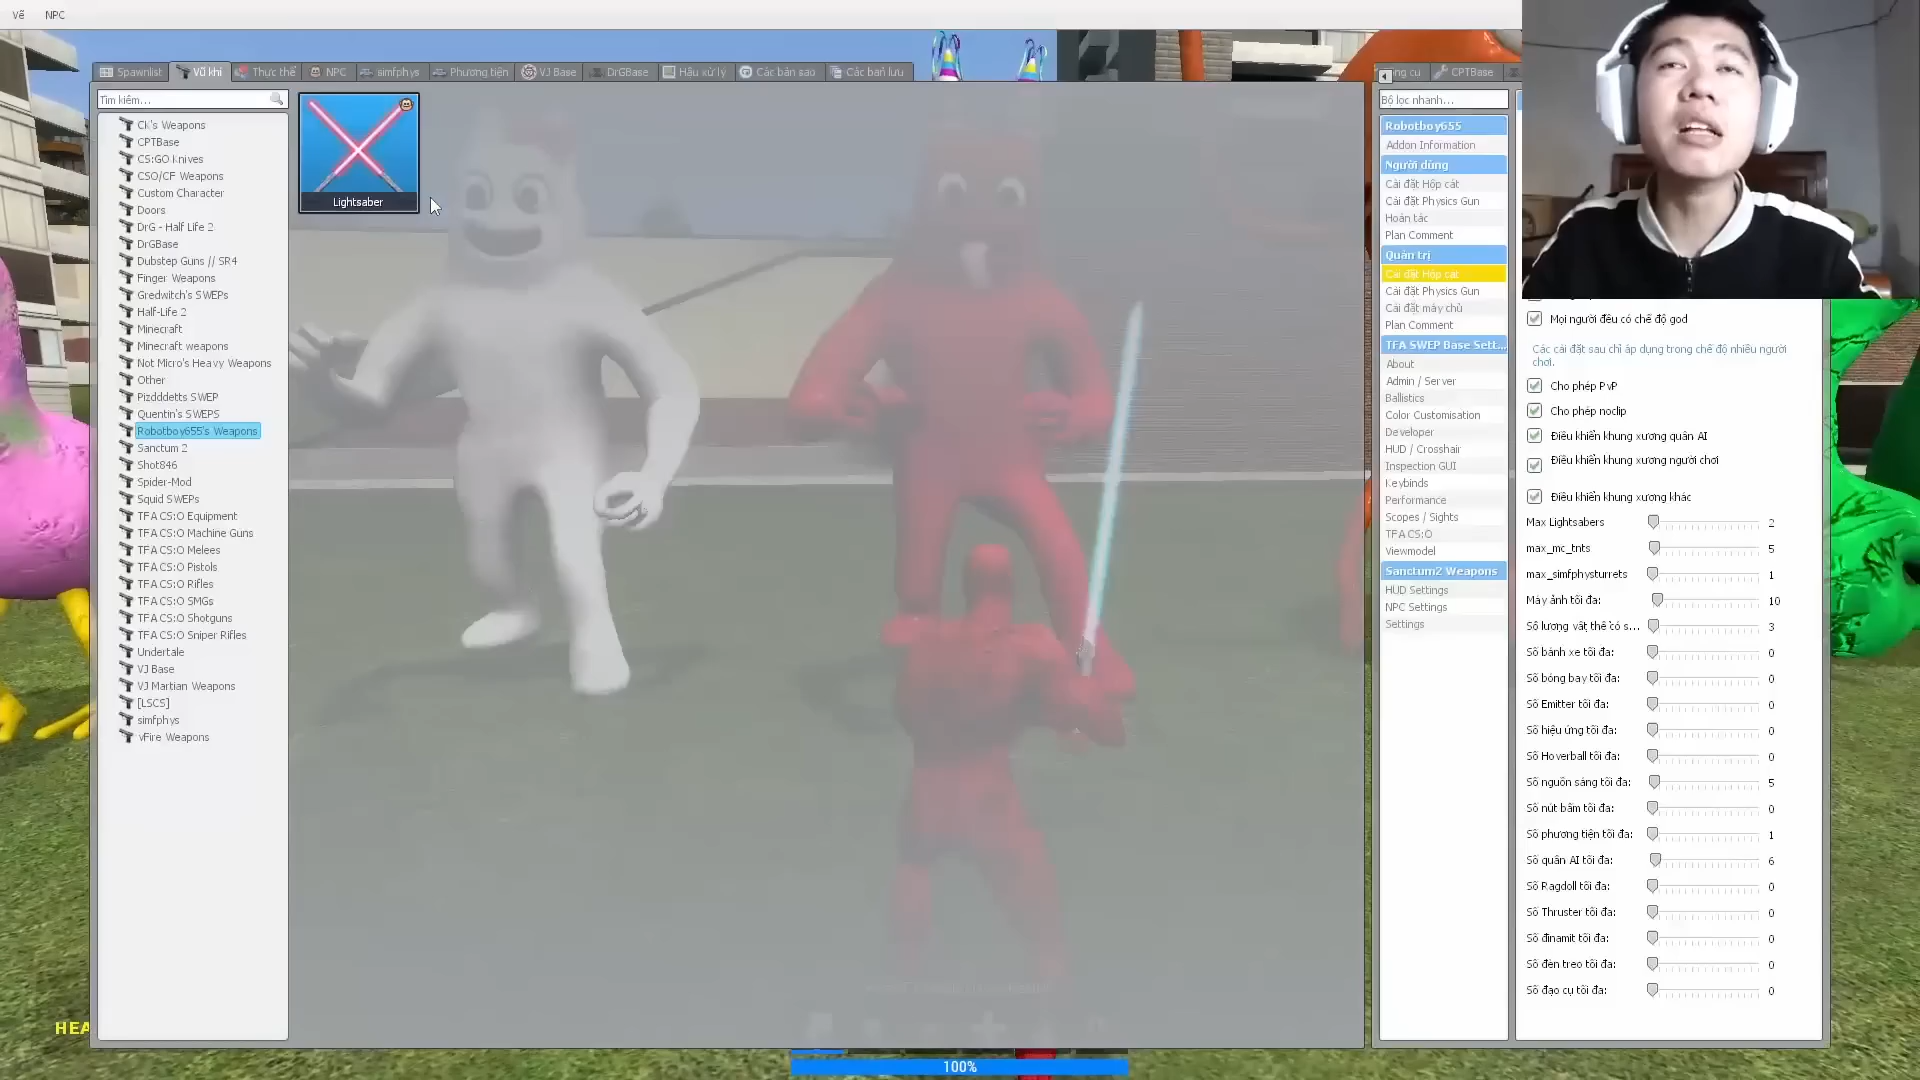 Vẽ NPC
Spawnlist Vũ khí Thực thể NPC simfphys Phương tiện VJ Base DrGBase Hậu xử lý Các bản sao Các bản lưu
CPTBase
Tìm kiếm...
Ck's Weapons
CPTBase
CS:GO Knives
CSO/CF Weapons
Custom Character
Doors
DrG - Half Life 2
DrGBase
Dubstep Guns // SR4
Finger Weapons
Gredwitch's SWEPs
Half-Life 2
Minecraft
Minecraft weapons
Not Micro's Heavy Weapons
Other
Pizdddetts SWEP
Quentin's SWEPS
Robotboy655's Weapons
Sanctum 2
Shot846
Spider-Mod
Squid SWEPs
TFA CS:O Equipment
TFA CS:O Machine Guns
TFA CS:O Melees
TFA CS:O Pistols
TFA CS:O Rifles
TFA CS:O SMGs
TFA CS:O Shotguns
TFA CS:O Sniper Rifles
Undertale
VJ Base
VJ Martian Weapons
[LSCS]
simfphys
vFire Weapons
Lightsaber
Bộ lọc nhanh...
Robotboy655
Addon Information
Người dùng
Cài đặt Hộp cát
Cài đặt Physics Gun
Hoàn tác
Plan Comment
Quản trị
Cài đặt Hộp cát
Cài đặt Physics Gun
Cài đặt máy chủ
Plan Comment
TFA SWEP Base Sett...
About
Admin / Server
Ballistics
Color Customisation
Developer
HUD / Crosshair
Inspection GUI
Keybinds
Performance
Scopes / Sights
TFA CS:O
Viewmodel
Sanctum2 Weapons
HUD Settings
NPC Settings
Settings
Mọi người đều có chế độ god
Các cài đặt sau chỉ áp dụng trong chế độ nhiều người
chơi.
Cho phép PvP
Cho phép noclip
Điều khiển khung xương quân AI
Điều khiển khung xương người chơi
Điều khiển khung xương khác
Max Lightsabers 2
max_mc_tnts 5
max_simfphysturrets 1
Máy ảnh tối đa: 10
Số lượng vật thể có s... 3
Số bánh xe tối đa: 0
Số bóng bay tối đa: 0
Số Emitter tối đa: 0
Số hiệu ứng tối đa: 0
Số Hoverball tối đa: 0
Số nguồn sáng tối đa: 5
Số nút bấm tối đa: 0
Số phương tiện tối đa: 1
Số quân AI tối đa: 6
Số Ragdoll tối đa: 0
Số Thruster tối đa: 0
Số đinamit tối đa: 0
Số đèn treo tối đa: 0
Số đạo cụ tối đa: 0
HEA
100%